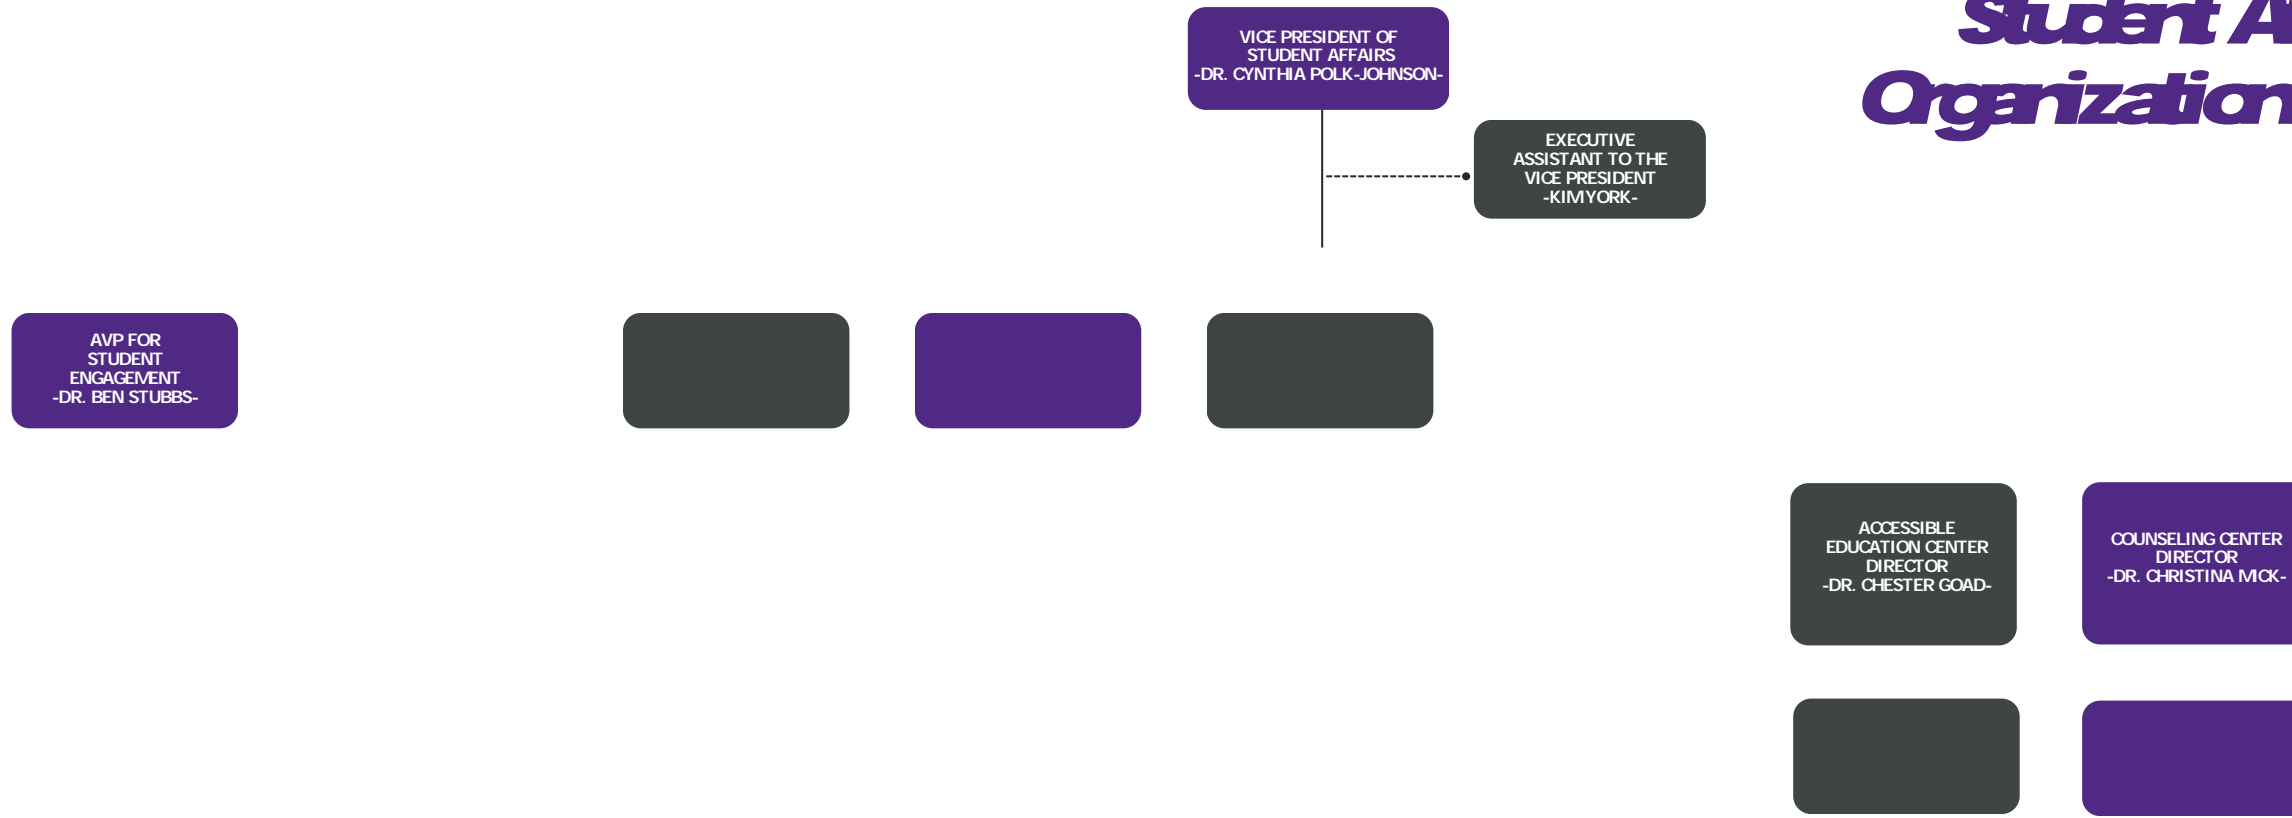 Student A
Organization
VICE PRESIDENT OF
STUDENT AFFAIRS
-DR. CYNTHIA POLK-JOHNSON-
EXECUTIVE
ASSISTANT TO THE
VICE PRESIDENT
-KIM YORK-
AVP FOR
STUDENT
ENGAGEMENT
-DR. BEN STUBBS-
ACCESSIBLE
EDUCATION CENTER
DIRECTOR
-DR. CHESTER GOAD-
COUNSELING CENTER
DIRECTOR
-DR. CHRISTINA MICK-